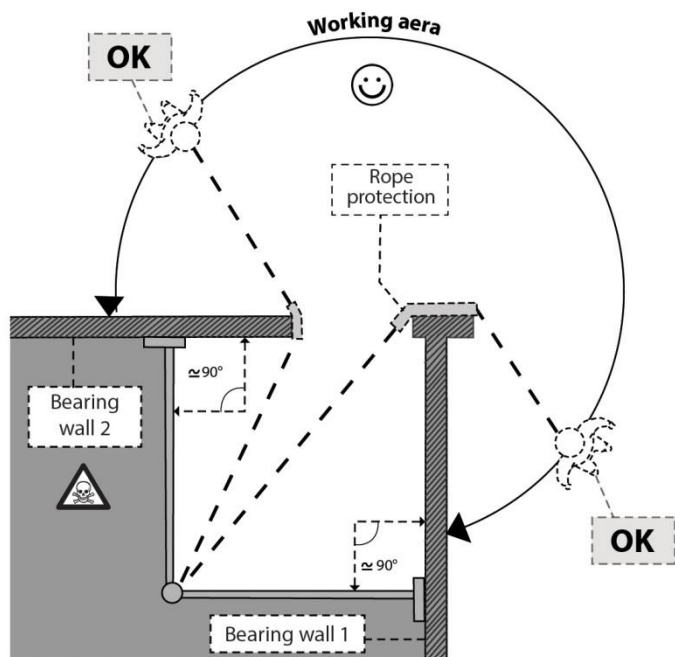 Working aera
OK
Rope
protection
≃90°
Bearing
wall 2
OK
≃ 90°
Bearing wall 1